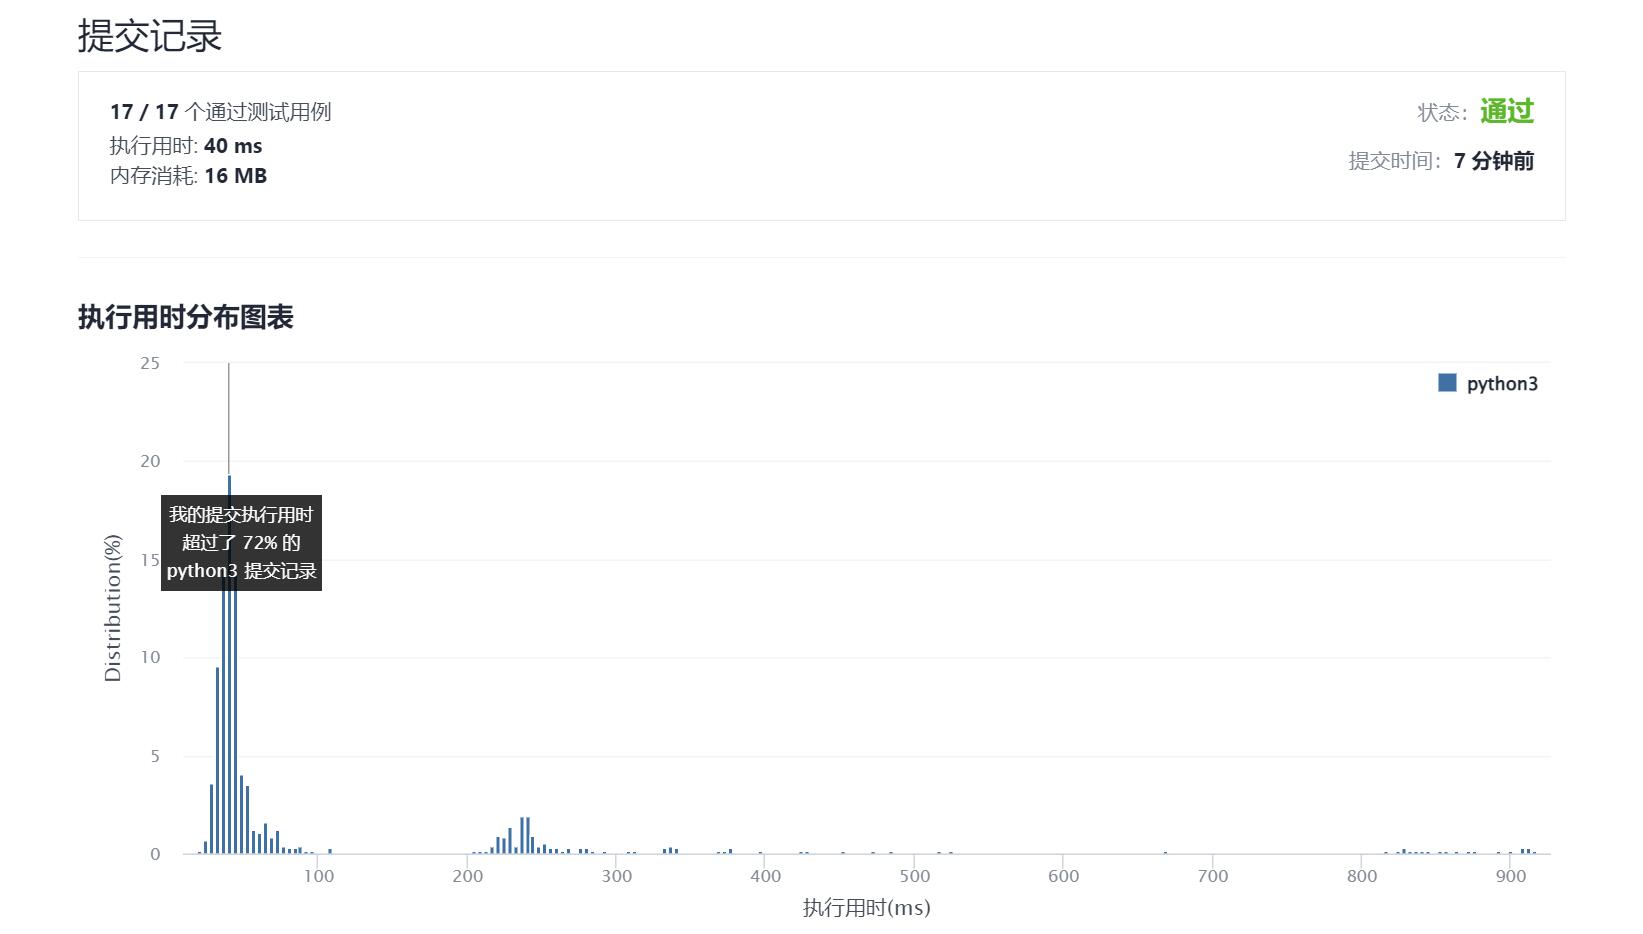 提交记录
17 / 17 个通过测试用例
状态：通过
执行用时: 40 ms
提交时间：7 分钟前
内存消耗: 16 MB
执行用时分布图表
25
python3
20
我的提交执行用时
超过了 72% 的
15
python3 提交记录
Distribution(%)
10
5
0
100 200 300 400 500 600 700 800 900
执行用时(ms)